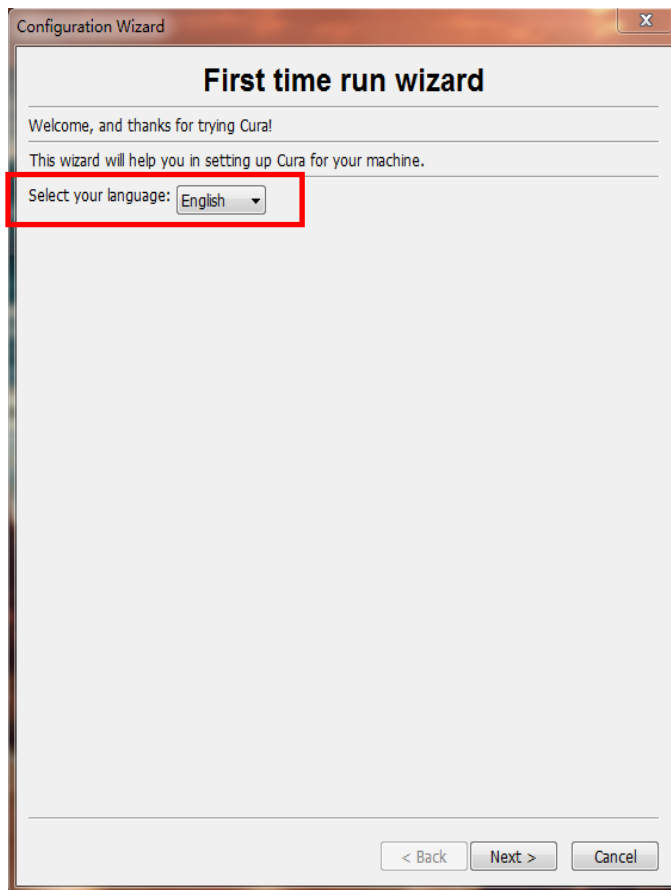 Configuration Wizard
x
First time run wizard
Welcome, and thanks for trying Cura!
This wizard will help you in setting up Cura for your machine.
Select your language: English
< Back Next > Cancel